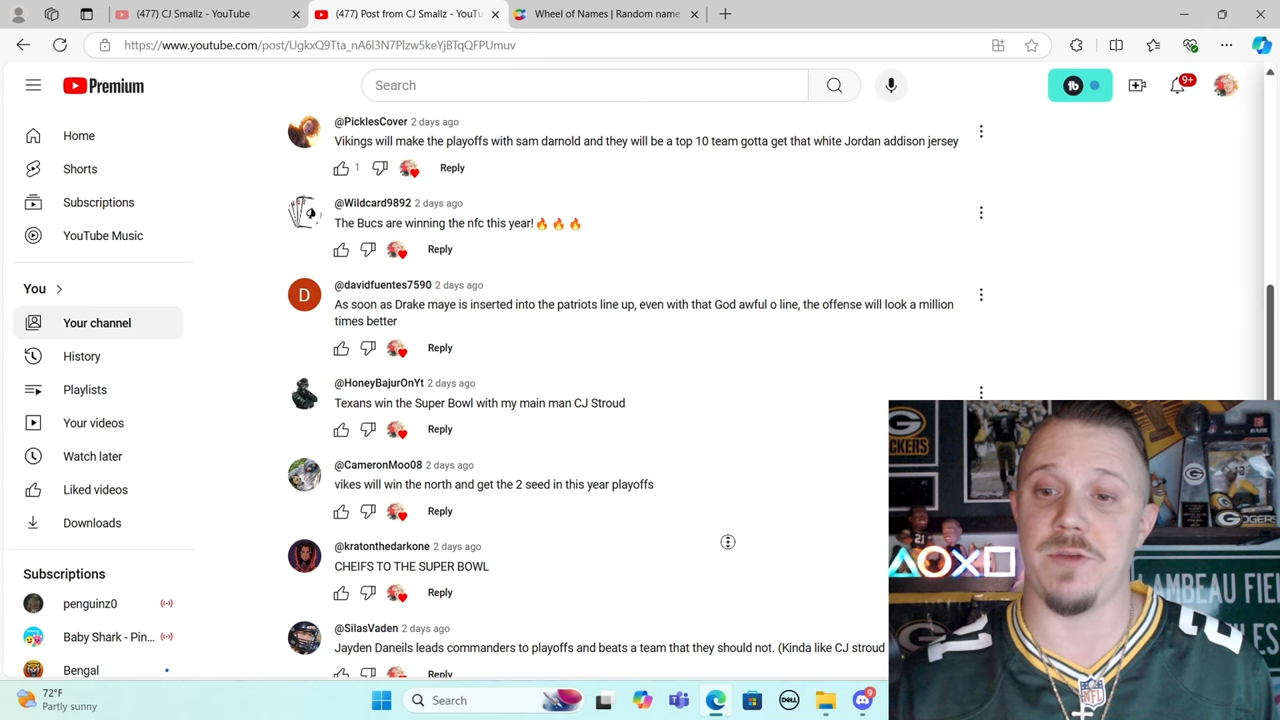 (477) CJ Smallz - YouTube
(477) Post from CJ Smallz - YouTu
Wheel of Names | Random name
https://www.youtube.com/post/UgkxQ9Tta_nA6l3N7Plzw5keYjBTqQFPUmuv
Premium
Search
9+
Home
Shorts
Subscriptions
YouTube Music
You
Your channel
History
Playlists
Your videos
Watch later
Liked videos
Downloads
Subscriptions
penguinz0
Baby Shark - Pin...
Bengal
@PicklesCover 2 days ago
Vikings will make the playoffs with sam darnold and they will be a top 10 team gotta get that white Jordan addison jersey
1
Reply
@Wildcard9892 2 days ago
The Bucs are winning the nfc this year!🔥🔥🔥
Reply
D
@davidfuentes7590 2 days ago
As soon as Drake maye is inserted into the patriots line up, even with that God awful o line, the offense will look a million
times better
Reply
@HoneyBajurOnYt 2 days ago
Texans win the Super Bowl with my main man CJ Stroud
Reply
@CameronMoo08 2 days ago
vikes will win the north and get the 2 seed in this year playoffs
Reply
@kratonthedarkone 2 days ago
CHEIFS TO THE SUPER BOWL
Reply
@SilasVaden 2 days ago
Jayden Daneils leads commanders to playoffs and beats a team that they should not. (Kinda like CJ stroud
Reply
PACKERS
G
21
LAMBEAU FIE
NFL
72°F
Partly sunny
Search
DELL
9